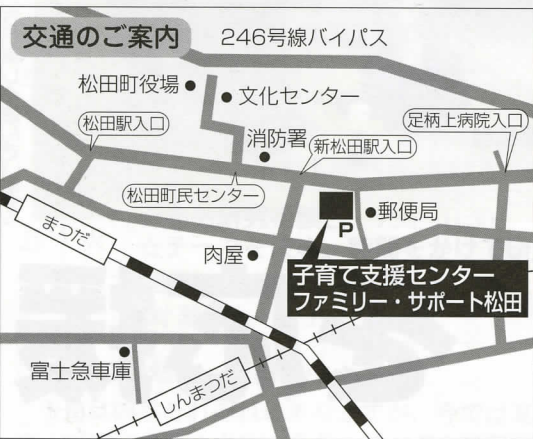 交通のご案内
246号線バイパス
松田町役場
文化センター
松田駅入口
消防署
新松田駅入口
足柄上病院入口
松田町民センター
郵便局
P
まつだ
肉屋
子育て支援センター
ファミリー・サポート松田
富士急車庫
しんまつだ